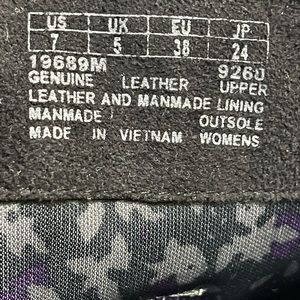 US UK EU JP
7 5 38 24
19689M 9260
GENUINE LEATHER UPPER
LEATHER AND MANMADE LINING
MANMADE OUTSOLE
MADE IN VIETNAM WOMENS